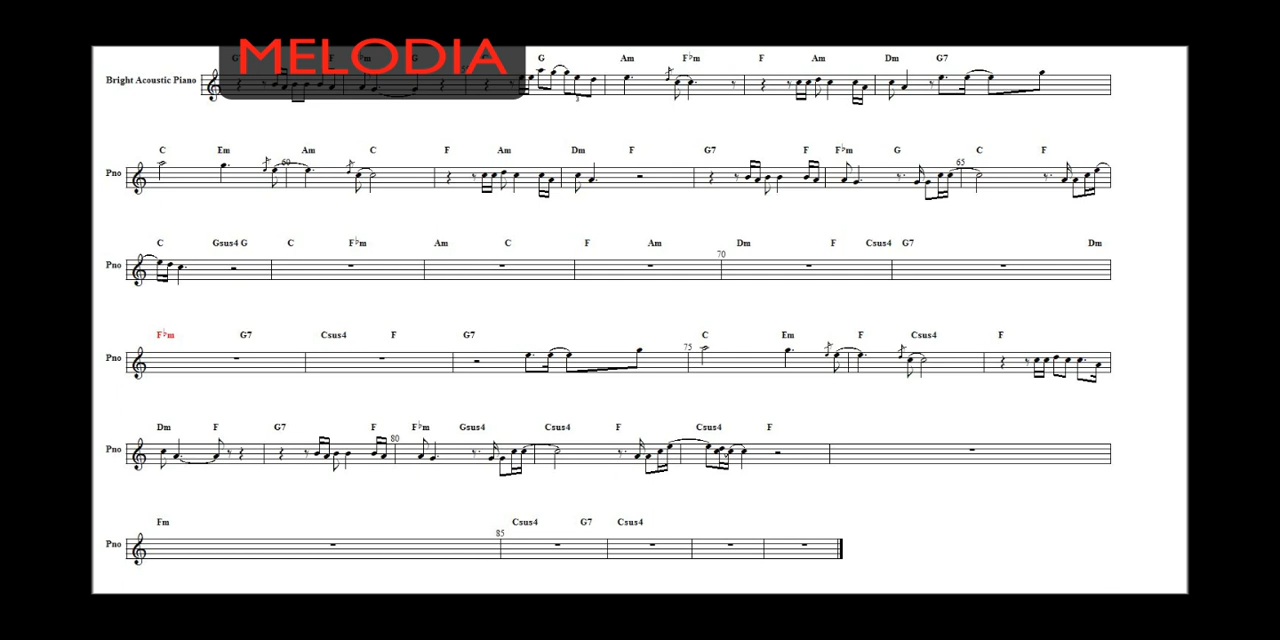 MELODIA
G F F♭m G G Am F♭m F Am Dm G7
Bright Acoustic Piano
3
C Em Am C F Am Dm F G7 F F♭m G C F
60 65
Pno
C Gsus4 G C F♭m Am C F Am Dm F Csus4 G7 Dm
70
Pno
F♭m G7 Csus4 F G7 C Em F Csus4 F
75
Pno
Dm F G7 F F♭m Gsus4 Csus4 F Csus4 F
80
Pno
Fm Csus4 G7 Csus4
85
Pno